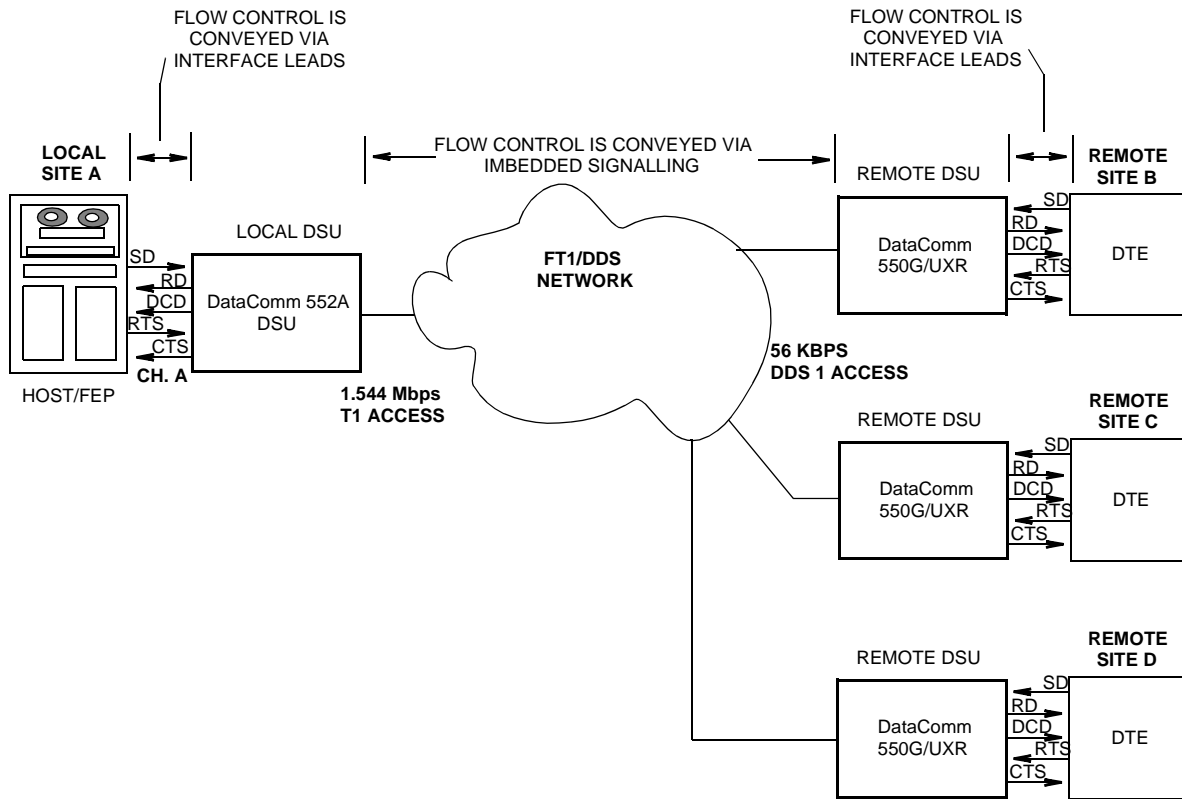 FLOW CONTROL IS
CONVEYED VIA
INTERFACE LEADS
FLOW CONTROL IS
CONVEYED VIA
INTERFACE LEADS
FLOW CONTROL IS CONVEYED VIA
IMBEDDED SIGNALLING
LOCAL
SITE A
LOCAL DSU
SD
RD
DCD
RTS
CTS
CH. A
HOST/FEP
DataComm 552A
DSU
1.544 Mbps
T1 ACCESS
FT1/DDS
NETWORK
56 KBPS
DDS 1 ACCESS
REMOTE DSU
REMOTE
SITE B
DataComm
550G/UXR
SD
RD
DCD
RTS
CTS
DTE
REMOTE DSU
REMOTE
SITE C
DataComm
550G/UXR
SD
RD
DCD
RTS
CTS
DTE
REMOTE DSU
REMOTE
SITE D
DataComm
550G/UXR
SD
RD
DCD
RTS
CTS
DTE